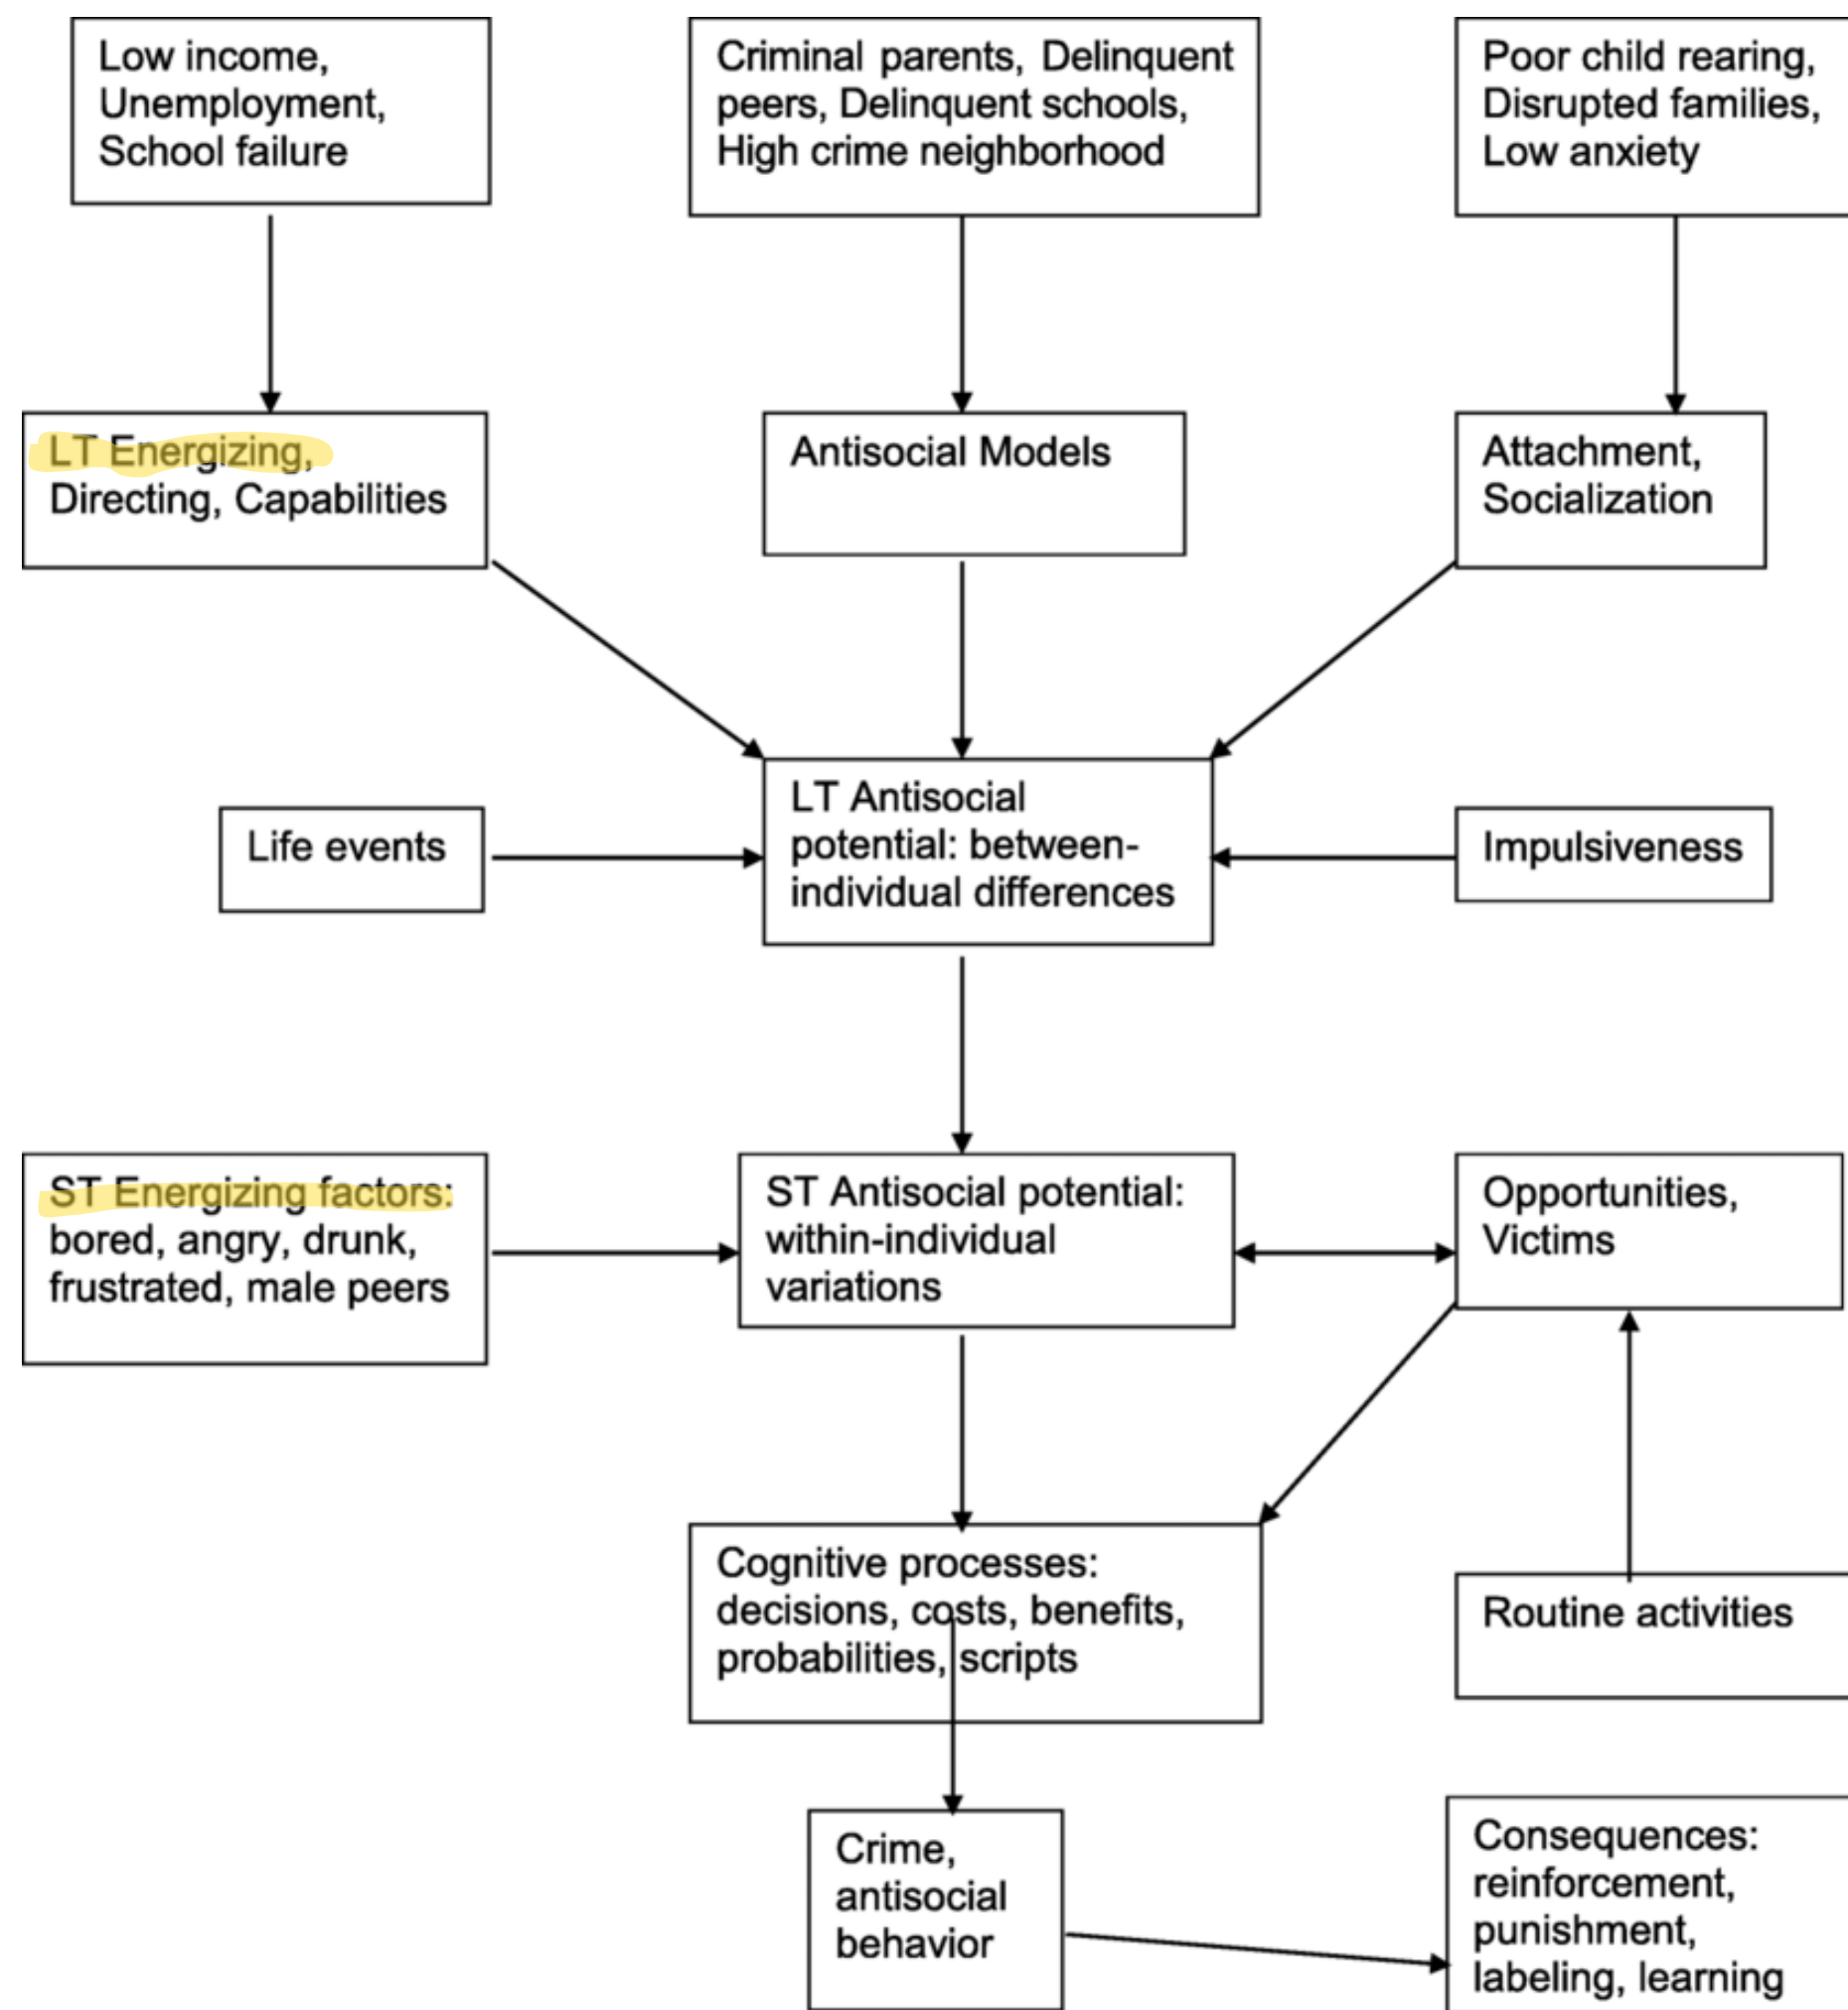 Low income,
Unemployment,
School failure
Criminal parents, Delinquent
peers, Delinquent schools,
High crime neighborhood
Poor child rearing,
Disrupted families,
Low anxiety
LT Energizing,
Directing, Capabilities
Antisocial Models
Attachment,
Socialization
Life events
LT Antisocial
potential: between-
individual differences
Impulsiveness
ST Energizing factors:
bored, angry, drunk,
frustrated, male peers
ST Antisocial potential:
within-individual
variations
Opportunities,
Victims
Cognitive processes:
decisions, costs, benefits,
probabilities, scripts
Routine activities
Crime,
antisocial
behavior
Consequences:
reinforcement,
punishment,
labeling, learning